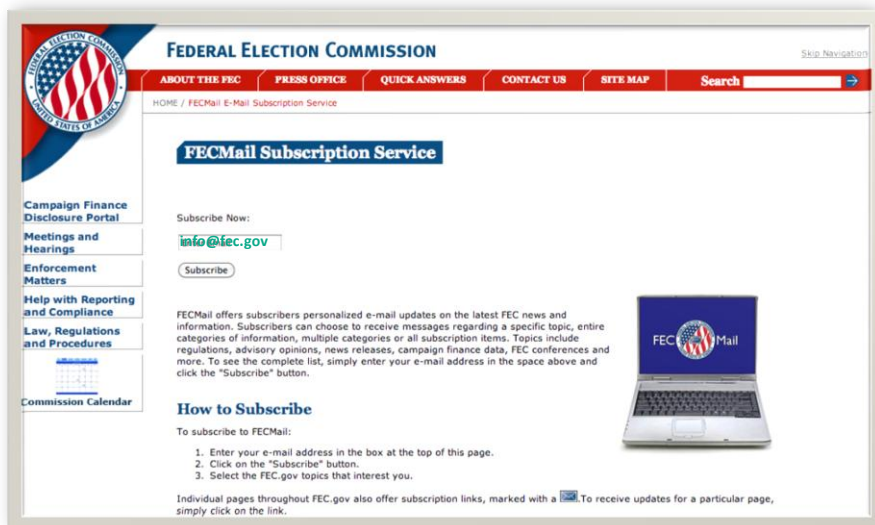 FEDERAL ELECTION COMMISSION
UNITED STATES OF AMERICA
FEDERAL ELECTION COMMISSION
Skip Navigation
ABOUT THE FEC PRESS OFFICE QUICK ANSWERS CONTACT US SITE MAP Search
HOME / FECMail E-Mail Subscription Service
FECMail Subscription Service
Campaign Finance
Disclosure Portal
Meetings and
Hearings
Enforcement
Matters
Help with Reporting
and Compliance
Law, Regulations
and Procedures
Commission Calendar
Subscribe Now:
info@fec.gov
Subscribe
FECMail offers subscribers personalized e-mail updates on the latest FEC news and
information. Subscribers can choose to receive messages regarding a specific topic, entire
categories of information, multiple categories or all subscription items. Topics include
regulations, advisory opinions, news releases, campaign finance data, FEC conferences and
more. To see the complete list, simply enter your e-mail address in the space above and
click the "Subscribe" button.
FEC Mail
How to Subscribe
To subscribe to FECMail:
1. Enter your e-mail address in the box at the top of this page.
2. Click on the "Subscribe" button.
3. Select the FEC.gov topics that interest you.
Individual pages throughout FEC.gov also offer subscription links, marked with a .To receive updates for a particular page,
simply click on the link.